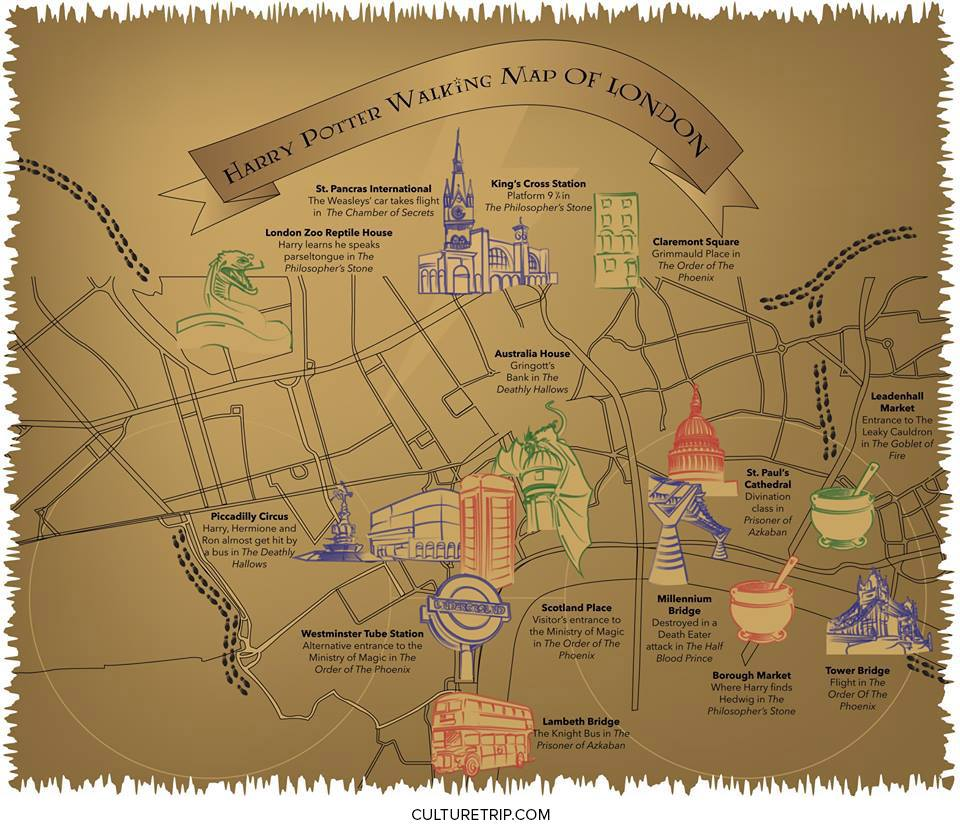 HARRY POTTER WALKING MAP OF LONDON
St. Pancras International
The Weasleys' car takes flight
in The Chamber of Secrets
King's Cross Station
Platform 9 ¾ in
The Philosopher's Stone
London Zoo Reptile House
Harry learns he speaks
parseltongue in The
Philosopher's Stone
Claremont Square
Grimmauld Place in
The Order of The
Phoenix
Australia House
Gringott's
Bank in The
Deathly Hallows
Leadenhall
Market
Entrance to The
Leaky Cauldron
in The Goblet of
Fire
St. Paul's
Cathedral
Divination
class in
Prisoner of
Azkaban
Piccadilly Circus
Harry, Hermione and
Ron almost get hit by
a bus in The Deathly
Hallows
UNDERGROUND
Westminster Tube Station
Alternative entrance to the
Ministry of Magic in The
Order of The Phoenix
Scotland Place
Visitor's entrance to
the Ministry of Magic
in The Order of The
Phoenix
Millennium
Bridge
Destroyed in a
Death Eater
attack in The Half
Blood Prince
Borough Market
Where Harry finds
Hedwig in The
Philosopher's Stone
Tower Bridge
Flight in The
Order Of The
Phoenix
Lambeth Bridge
The Knight Bus in The
Prisoner of Azkaban
CULTURETRIP.COM